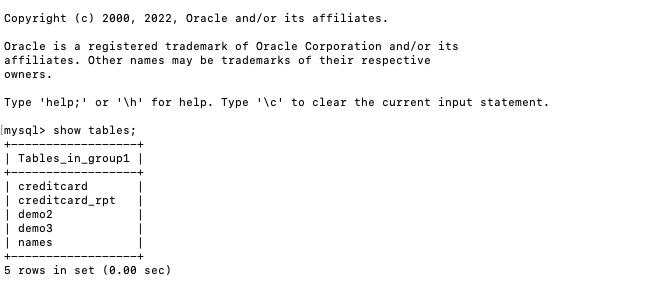 Copyright (c) 2000, 2022, Oracle and/or its affiliates.
Oracle is a registered trademark of Oracle Corporation and/or its
affiliates. Other names may be trademarks of their respective
owners.
Type 'help;' or '\h' for help. Type '\c' to clear the current input statement.
[mysql> show tables;
+------------------+
| Tables_in_group1 |
+------------------+
| creditcard       |
| creditcard_rpt   |
| demo2            |
| demo3            |
| names            |
+------------------+
5 rows in set (0.00 sec)